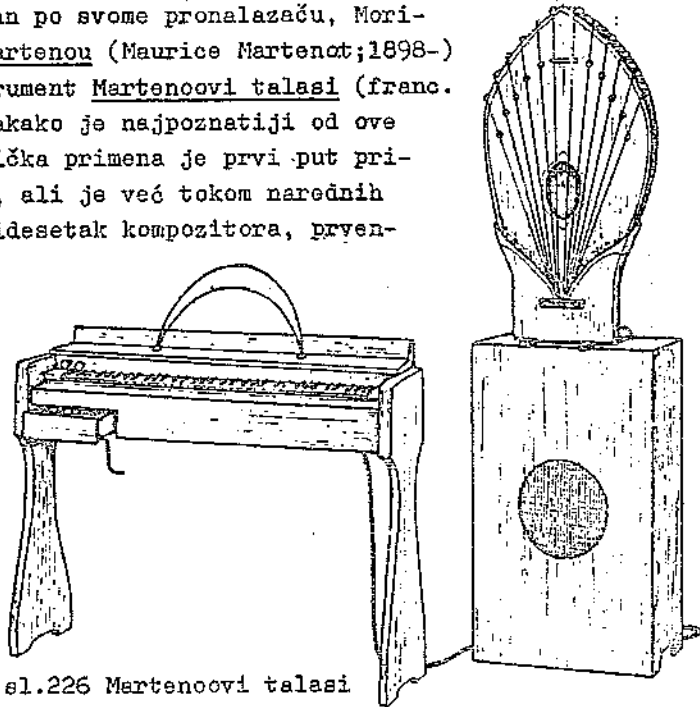 an po svome pronalazaču, Mori-
artenou (Maurice Martenot;1898-)
rument Martenoovi talasi (franc.
akako je najpoznatiji od ove
ička primena je prvi put pri-
, ali je već tokom narednih
idesetak kompozitora, prven-
sl.226 Martenoovi talasi